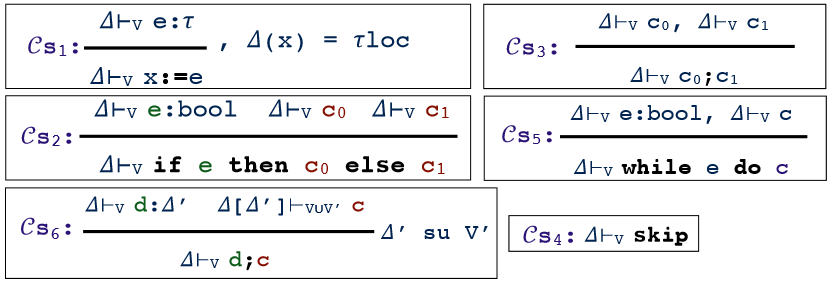 𝒞s₁: Δ⊢ᵥ e:τ
, Δ(x) = τloc
Δ⊢ᵥ x:=e
𝒞s₃: Δ⊢ᵥ c₀, Δ⊢ᵥ c₁
Δ⊢ᵥ c₀;c₁
𝒞s₂: Δ⊢ᵥ e:bool Δ⊢ᵥ c₀ Δ⊢ᵥ c₁
Δ⊢ᵥ if e then c₀ else c₁
𝒞s₅: Δ⊢ᵥ e:bool, Δ⊢ᵥ c
Δ⊢ᵥ while e do c
𝒞s₆: Δ⊢ᵥ d:Δ′ Δ[Δ′]⊢V∪V′ c
Δ′ su V′
Δ⊢ᵥ d;c
𝒞s₄: Δ⊢ᵥ skip